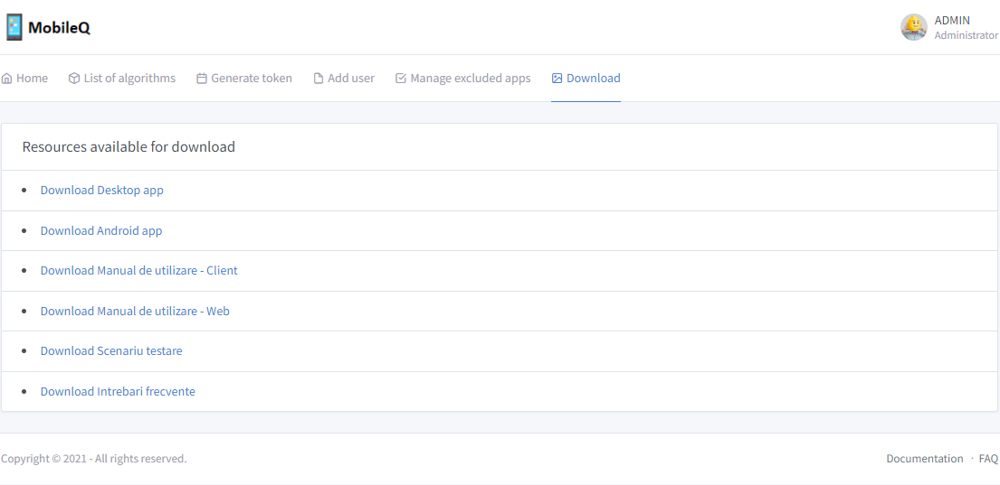 MobileQ
ADMIN
Administrator
Home List of algorithms Generate token Add user Manage excluded apps Download
Resources available for download
• Download Desktop app
• Download Android app
• Download Manual de utilizare - Client
• Download Manual de utilizare - Web
• Download Scenariu testare
• Download Intrebari frecvente
Copyright © 2021 - All rights reserved. Documentation · FAQ